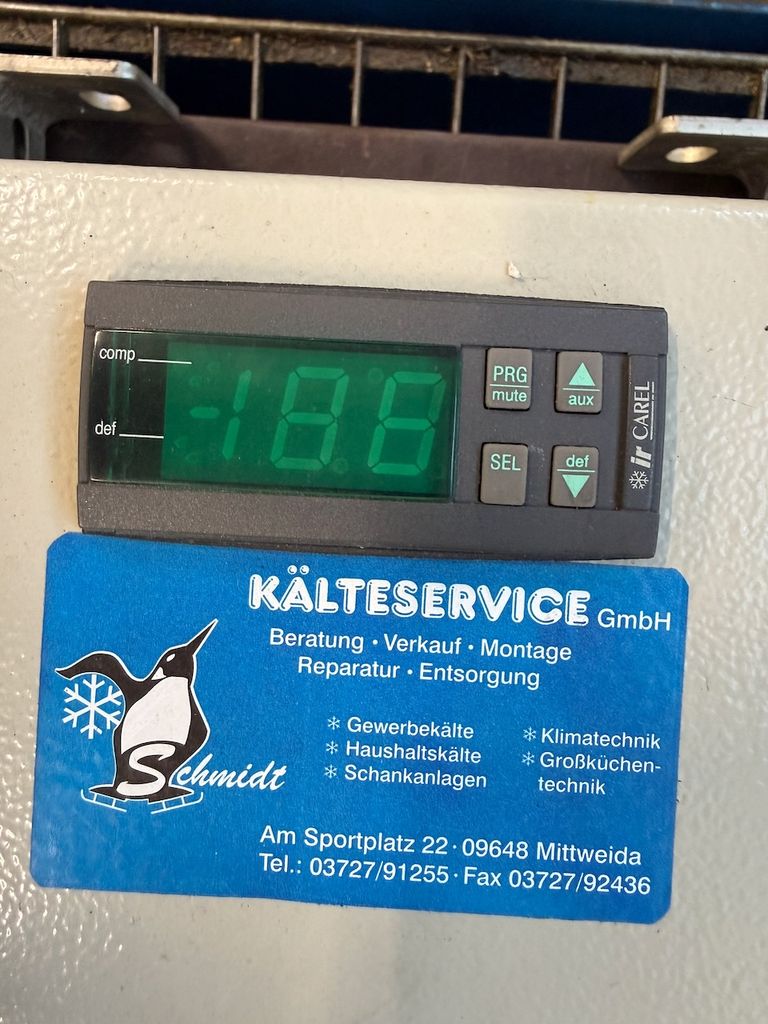 comp
def
-188
PRG
mute
aux
SEL
def
ir CAREL
KÄLTESERVICE GmbH
Beratung · Verkauf · Montage
Reparatur · Entsorgung
Schmidt
Gewerbekälte
Haushaltskälte
Schankanlagen
Klimatechnik
Großküchen-
technik
Am Sportplatz 22 · 09648 Mittweida
Tel.: 03727/91255 · Fax 03727/92436